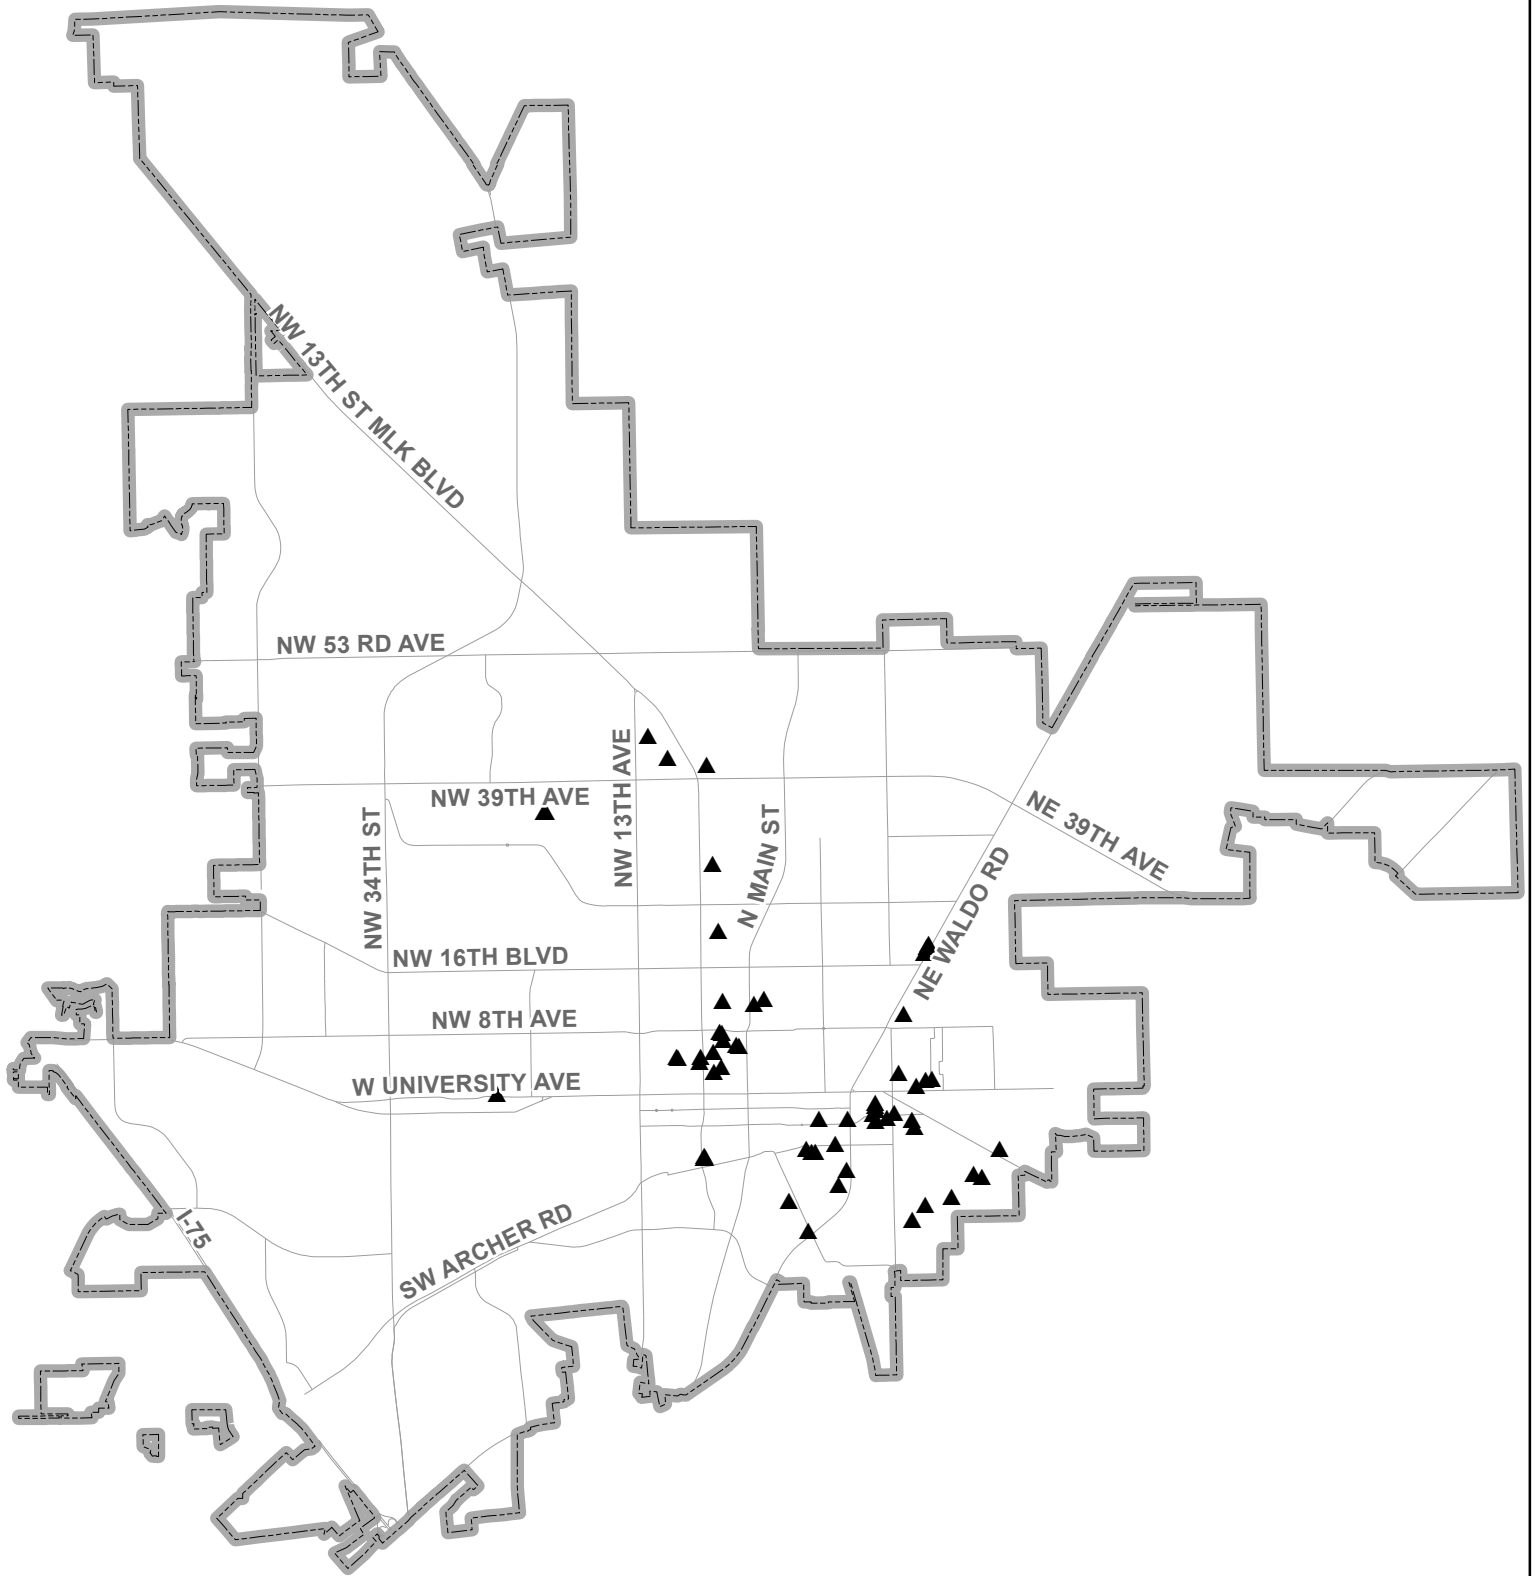 NW 13TH ST MLK BLVD
NW 53 RD AVE
NW 13TH AVE
NW 39TH AVE
NE 39TH AVE
NW 34TH ST
N MAIN ST
NE WALDO RD
NW 16TH BLVD
NW 8TH AVE
W UNIVERSITY AVE
I-75
SW ARCHER RD